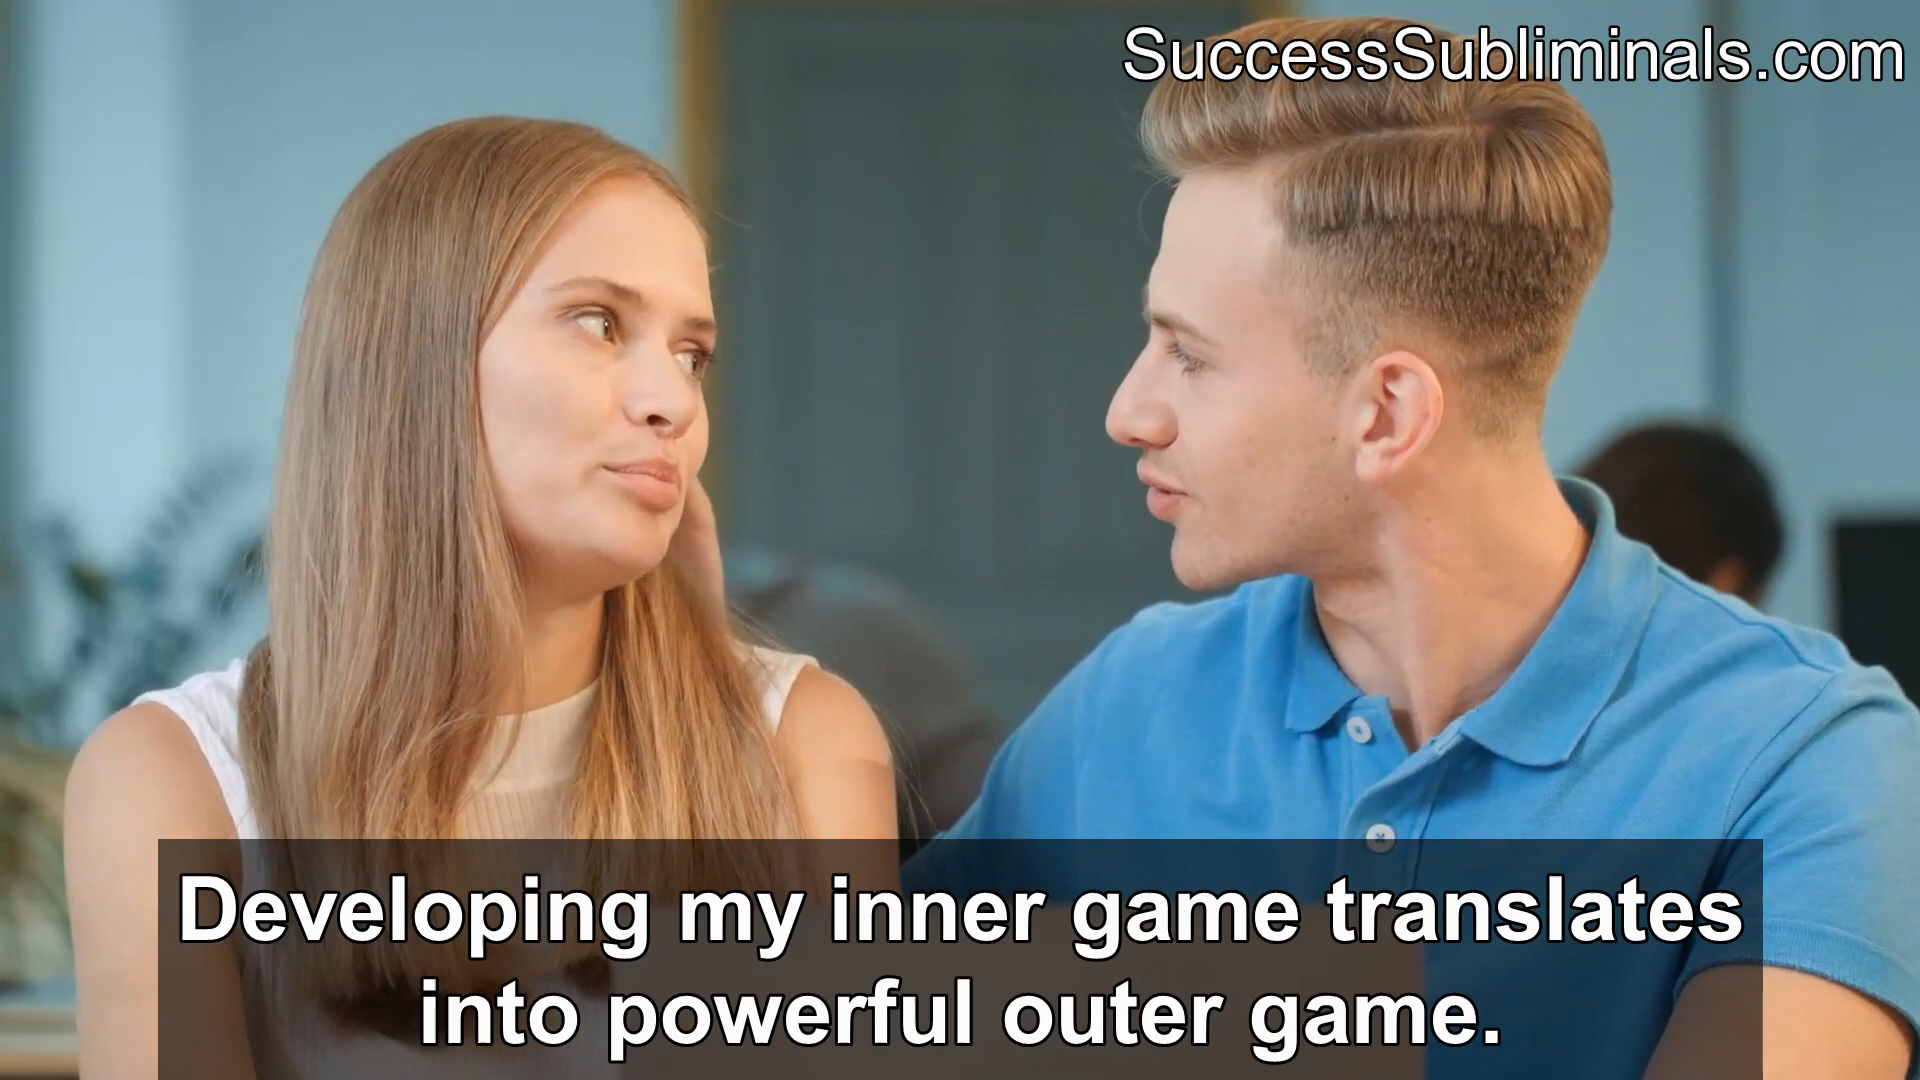 SuccessSubliminals.com
Developing my inner game translates
into powerful outer game.